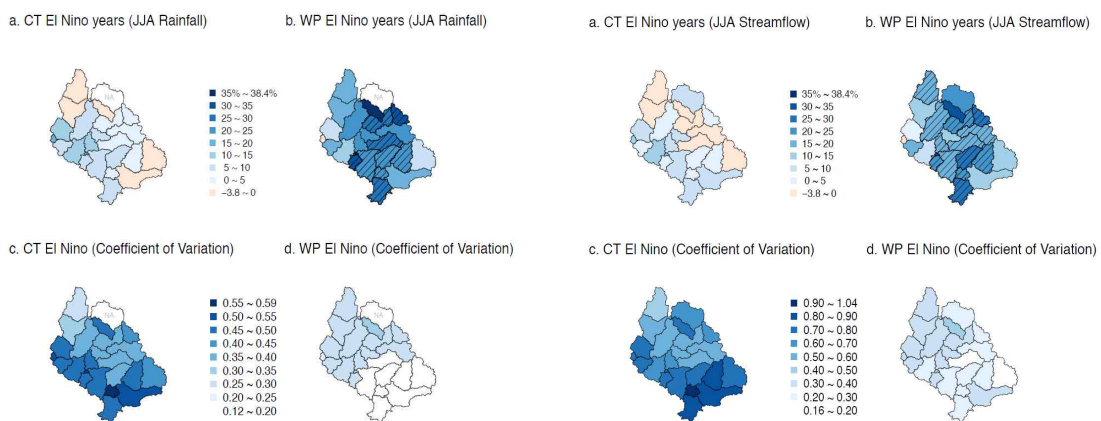 a. CT El Nino years (JJA Rainfall)
b. WP El Nino years (JJA Rainfall)
NA
35% ~ 38.4%
30 ~ 35
25 ~ 30
20 ~ 25
15 ~ 20
10 ~ 15
5 ~ 10
0 ~ 5
−3.8 ~ 0
c. CT El Nino (Coefficient of Variation)
d. WP El Nino (Coefficient of Variation)
NA
0.55 ~ 0.59
0.50 ~ 0.55
0.45 ~ 0.50
0.40 ~ 0.45
0.35 ~ 0.40
0.30 ~ 0.35
0.25 ~ 0.30
0.20 ~ 0.25
0.12 ~ 0.20
NA
a. CT El Nino years (JJA Streamflow)
b. WP El Nino years (JJA Streamflow)
NA
35% ~ 38.4%
30 ~ 35
25 ~ 30
20 ~ 25
15 ~ 20
10 ~ 15
5 ~ 10
0 ~ 5
−3.8 ~ 0
c. CT El Nino (Coefficient of Variation)
d. WP El Nino (Coefficient of Variation)
0.90 ~ 1.04
0.80 ~ 0.90
0.70 ~ 0.80
0.60 ~ 0.70
0.50 ~ 0.60
0.40 ~ 0.50
0.30 ~ 0.40
0.20 ~ 0.30
0.16 ~ 0.20